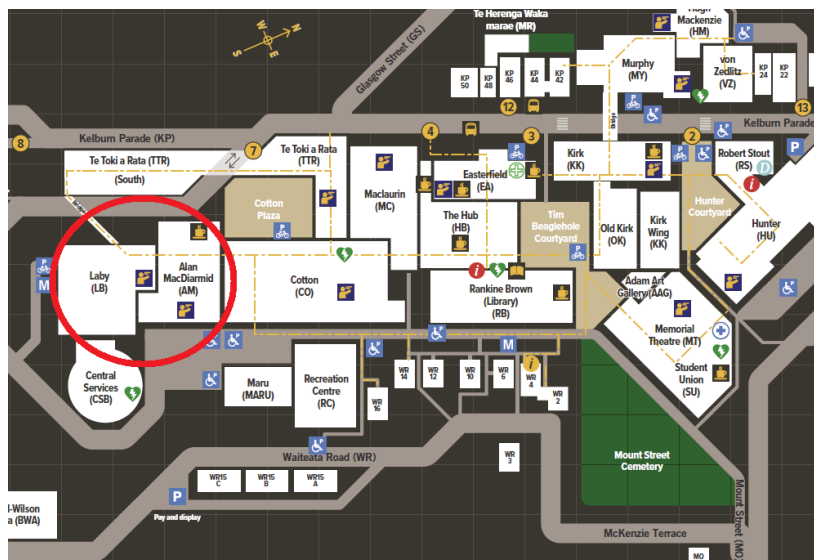 Te Herenga Waka
marae (MR)
Hugh
Mackenzie
(HM)
W
N
S
E
Glasgow Street (GS)
KP
50
KP
48
KP
46
KP
44
KP
42
Murphy
(MY)
von
Zedlitz
(VZ)
KP
24
KP
22
P
P
12
13
8
Kelburn Parade (KP)
7
4
3
Bridge
2
Kelburn Parade
P
P
P
P
P
Te Toki a Rata (TTR)
(South)
Te Toki a Rata
(TTR)
Maclaurin
(MC)
Easterfield
(EA)
Kirk
(KK)
Robert Stout
(RS)
D
i
Cotton
Plaza
P
The Hub
(HB)
Tim
Beaglehole
Courtyard
Old Kirk
(OK)
Kirk
Wing
(KK)
Hunter
Courtyard
Hunter
(HU)
P
P
M
Laby
(LB)
Alan
MacDiarmid
(AM)
Cotton
(CO)
i
Rankine Brown
(Library)
(RB)
P
Adam Art
Gallery(AAG)
Memorial
Theatre (MT)
Student
Union
(SU)
P
P
P
P
M
Central
Services
(CSB)
P
Maru
(MARU)
Recreation
Centre
(RC)
WR
16
WR
14
WR
12
WR
10
WR
6
i
WR
4
WR
2
WR
3
P
Waiteata Road (WR)
Mount Street
Cemetery
P
Pay and display
WR15
C
WR15
B
WR15
A
l-Wilson
a (BWA)
McKenzie Terrace
Mount Street (MO)
MO